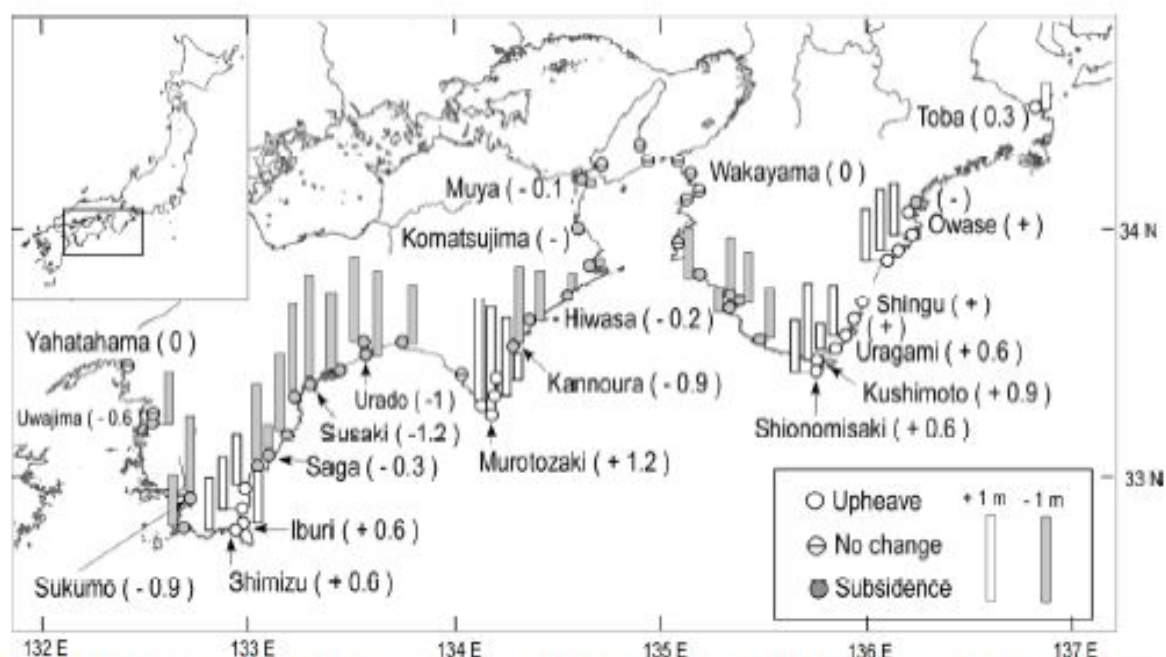 Toba ( 0.3 )
Wakayama ( 0 )
Muya ( - 0.1
( - )
Owase ( + )
Komatsujima ( - )
34 N
Shingu ( + )
( + )
Hiwasa ( - 0.2 )
Yahatahama ( 0 )
Uragami ( + 0.6 )
Kannoura ( - 0.9 )
Kushimoto ( + 0.9 )
Urado ( -1 )
Uwajima ( - 0.6 )
Susaki ( -1.2 )
Shionomisaki ( + 0.6 )
Saga ( - 0.3 )
Murotozaki ( + 1.2 )
33 N
+ 1 m - 1 m
Upheave
Iburi ( + 0.6 )
No change
Shimizu ( + 0.6 )
Sukumo ( - 0.9 )
Subsidence
132 E 133 E 134 E 135 E 136 E 137 E